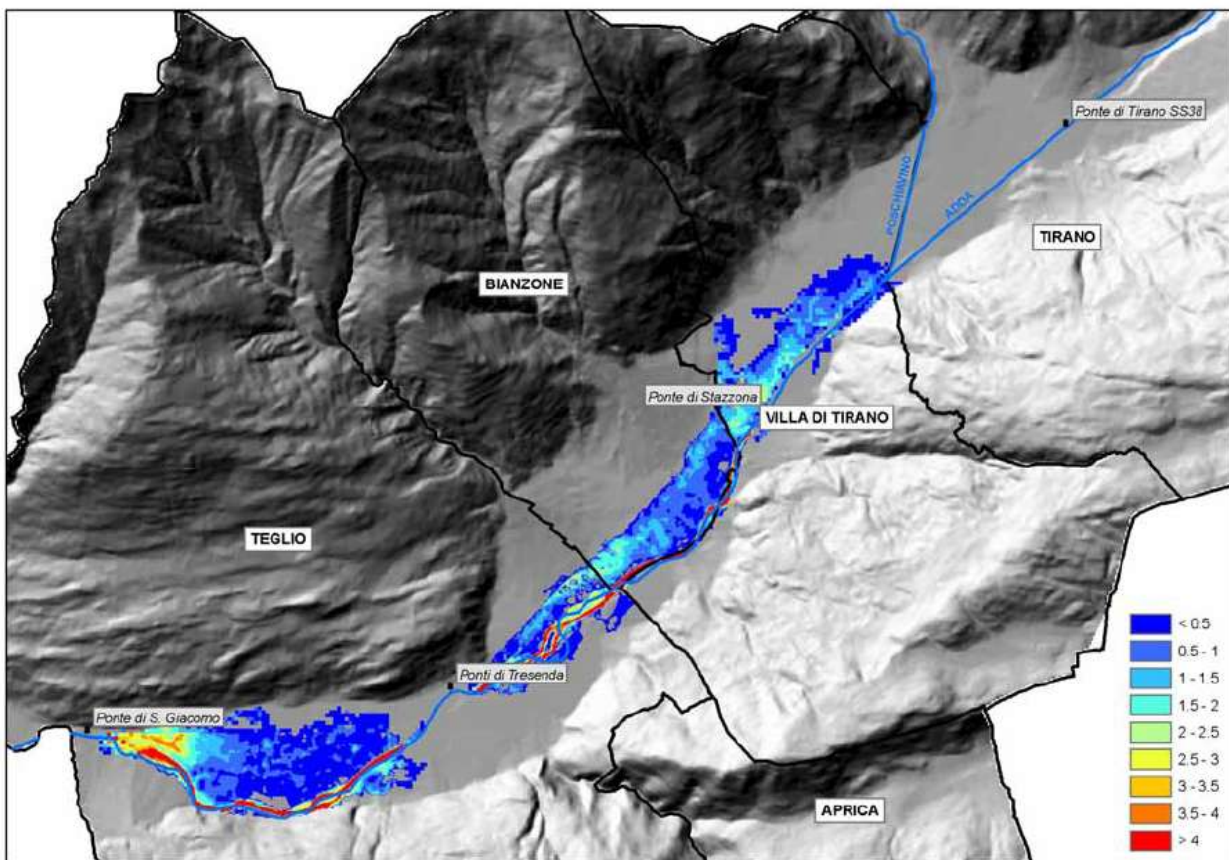 Ponte di Tirano SS38
POSCHIAVINO
ADDA
TIRANO
BIANZONE
Ponte di Stazzona
VILLA DI TIRANO
TEGLIO
Ponti di Tresenda
Ponte di S. Giacomo
APRICA
< 0.5
0.5 - 1
1 - 1.5
1.5 - 2
2 - 2.5
2.5 - 3
3 - 3.5
3.5 - 4
> 4